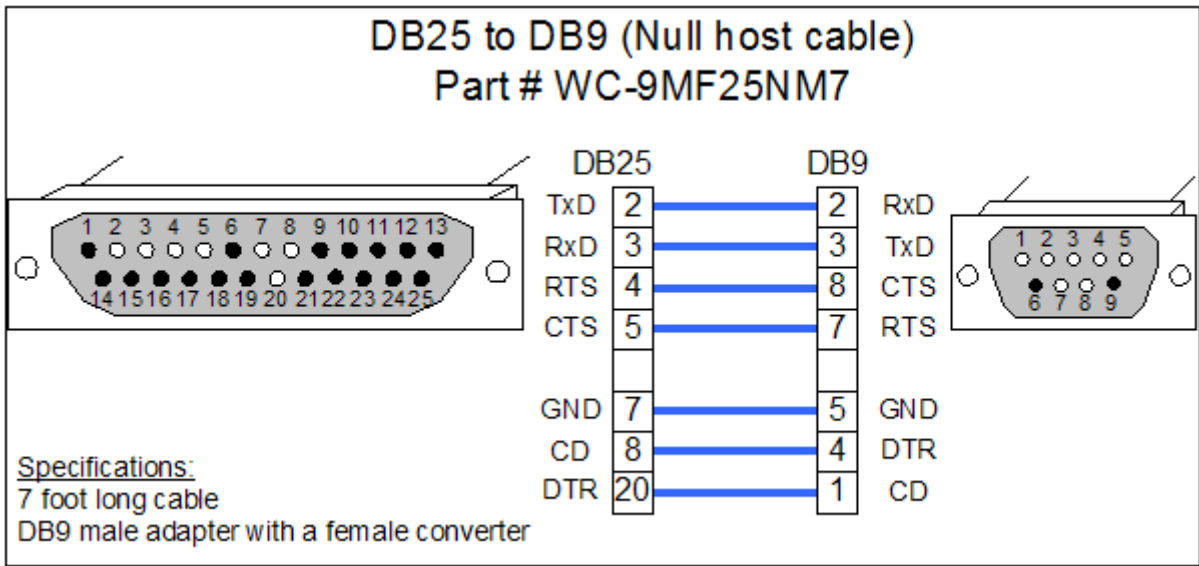 DB25 to DB9 (Null host cable)
Part # WC-9MF25NM7
DB25 DB9
1 2 3 4 5 6 7 8 9 10 11 12 13
14 15 16 17 18 19 20 21 22 23 24 25
TxD 2 2 RxD
RxD 3 3 TxD
RTS 4 8 CTS
CTS 5 7 RTS
GND 7 5 GND
CD 8 4 DTR
DTR 20 1 CD
1 2 3 4 5
6 7 8 9
Specifications:
7 foot long cable
DB9 male adapter with a female converter